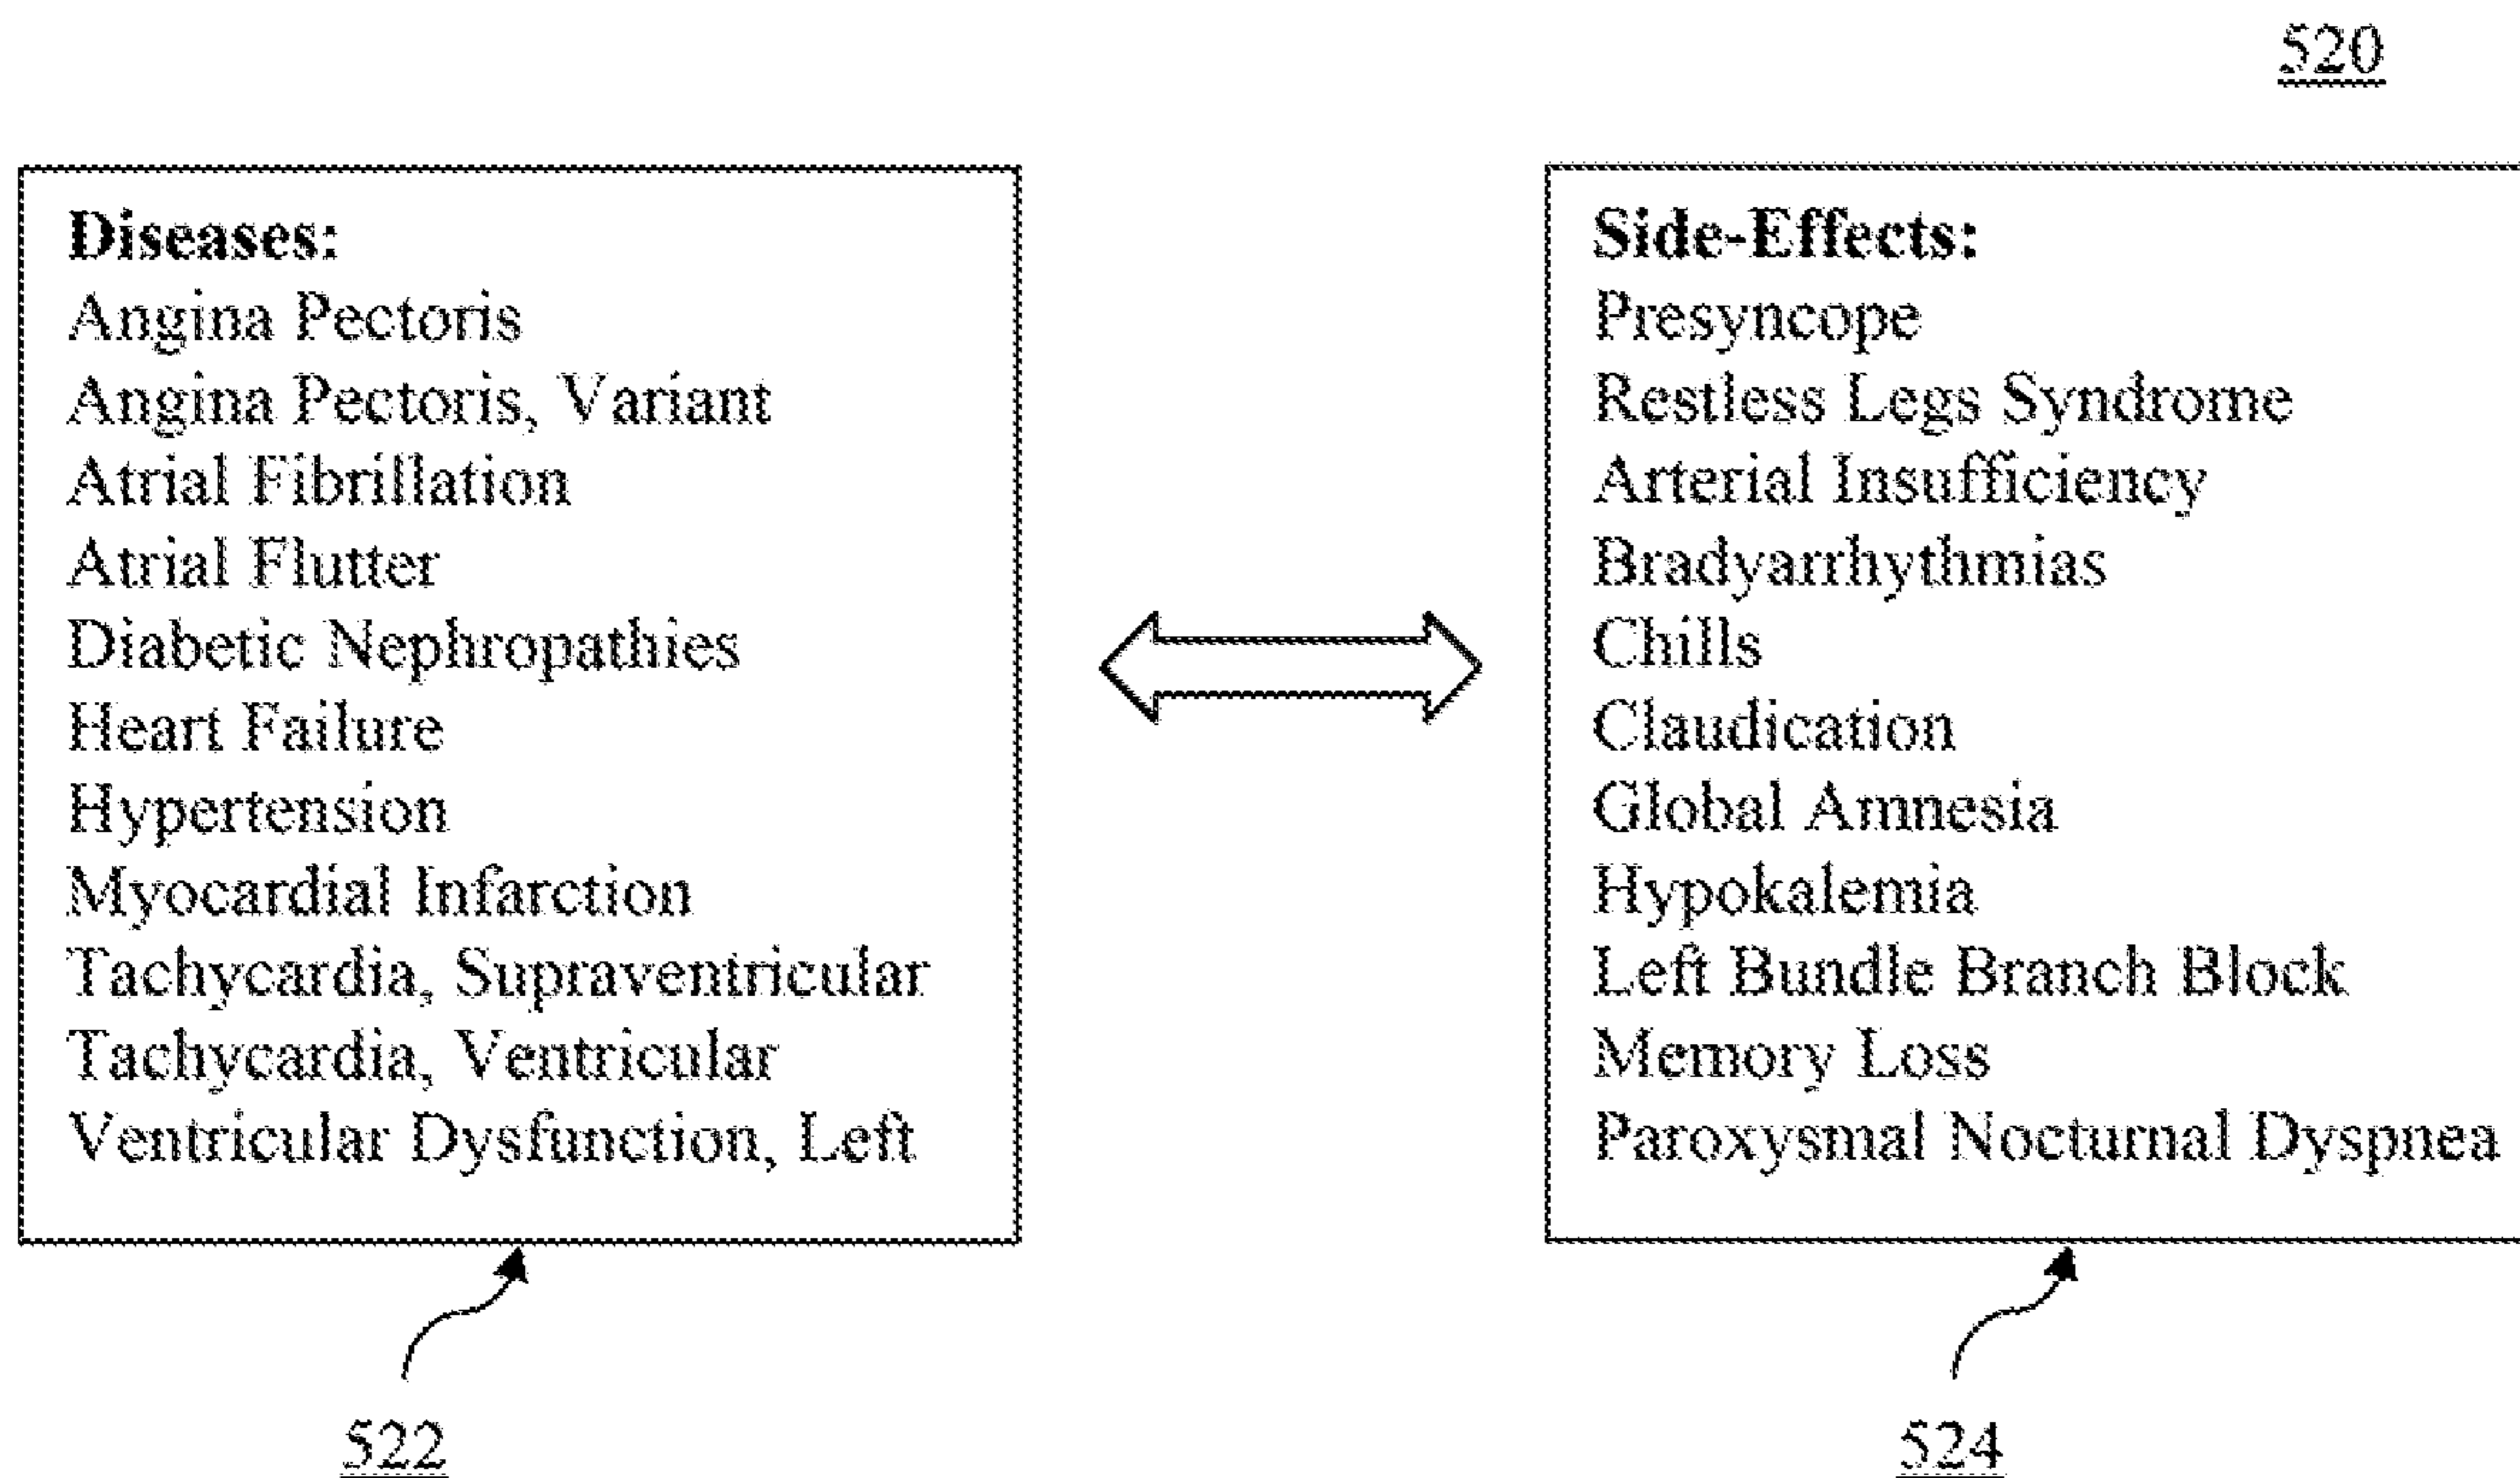 520
Diseases:
Angina Pectoris
Angina Pectoris, Variant
Atrial Fibrillation
Atrial Flutter
Diabetic Nephropathies
Heart Failure
Hypertension
Myocardial Infarction
Tachycardia, Supraventricular
Tachycardia, Ventricular
Ventricular Dysfunction, Left
522
Side-Effects:
Presyncope
Restless Legs Syndrome
Arterial Insufficiency
Bradyarrhythmias
Chills
Claudication
Global Amnesia
Hypokalemia
Left Bundle Branch Block
Memory Loss
Paroxysmal Nocturnal Dyspnea
524